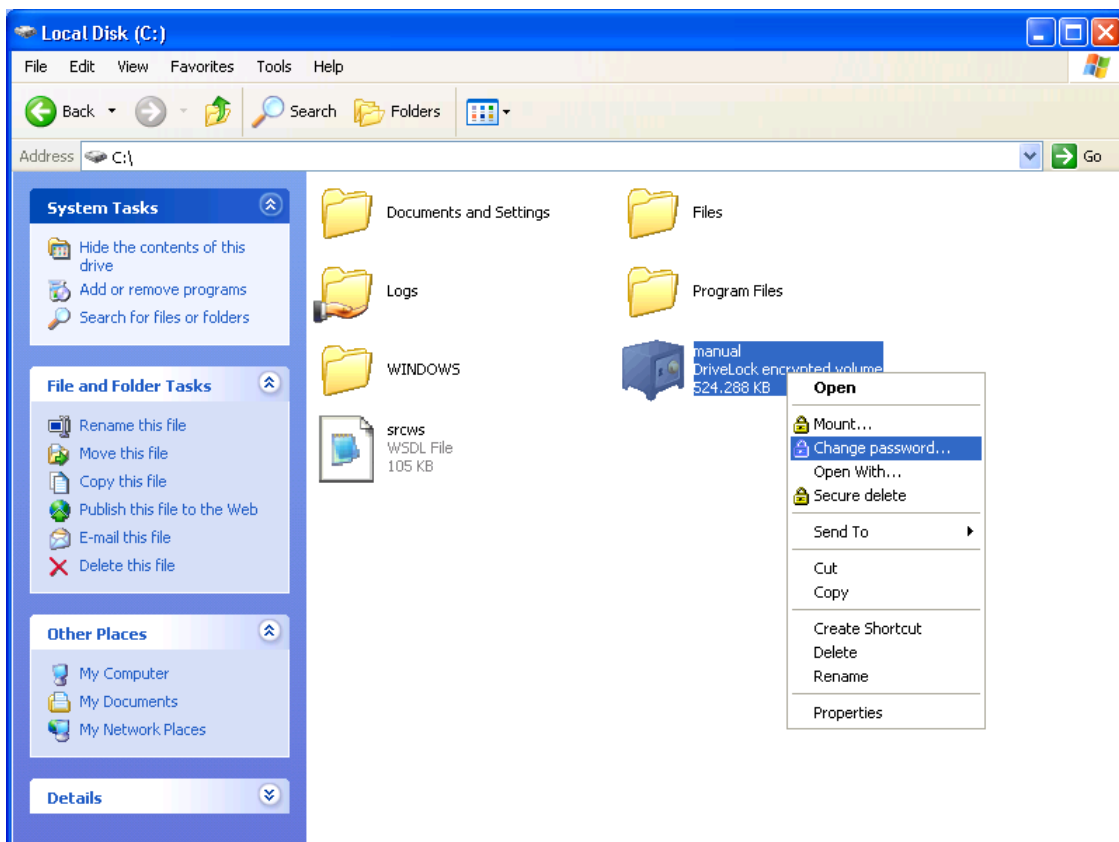 Local Disk (C:)
File Edit View Favorites Tools Help
Back Search Folders
Address C:\ Go
System Tasks
Hide the contents of this
drive
Add or remove programs
Search for files or folders
File and Folder Tasks
Rename this file
Move this file
Copy this file
Publish this file to the Web
E-mail this file
Delete this file
Other Places
My Computer
My Documents
My Network Places
Details
Documents and Settings
Files
Logs
Program Files
WINDOWS
manual
DriveLock encrypted volume
524.288 KB
srcws
WSDL File
105 KB
Open
Mount...
Change password...
Open With...
Secure delete
Send To
Cut
Copy
Create Shortcut
Delete
Rename
Properties